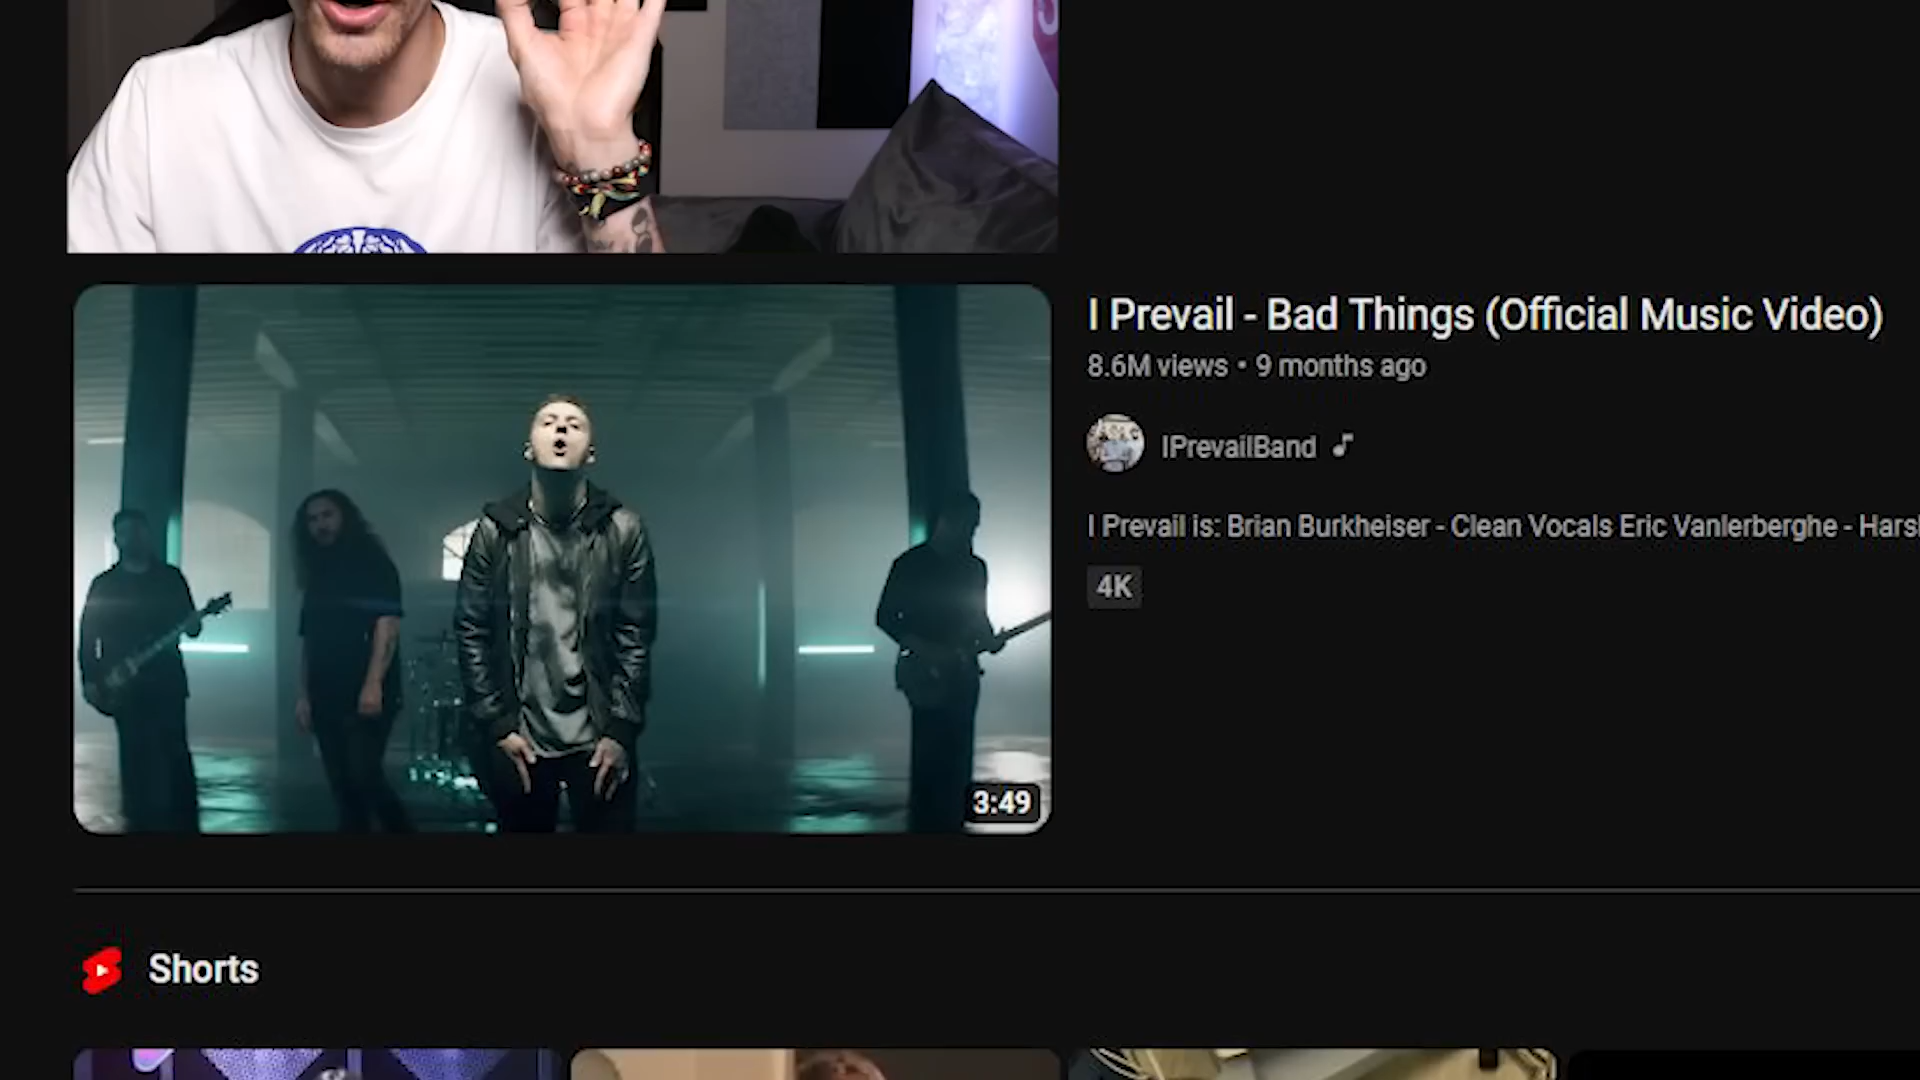 I Prevail - Bad Things (Official Music Video)
8.6M views • 9 months ago
IPrevailBand
I Prevail is: Brian Burkheiser - Clean Vocals Eric Vanlerberghe - Hars
4K
3:49
Shorts